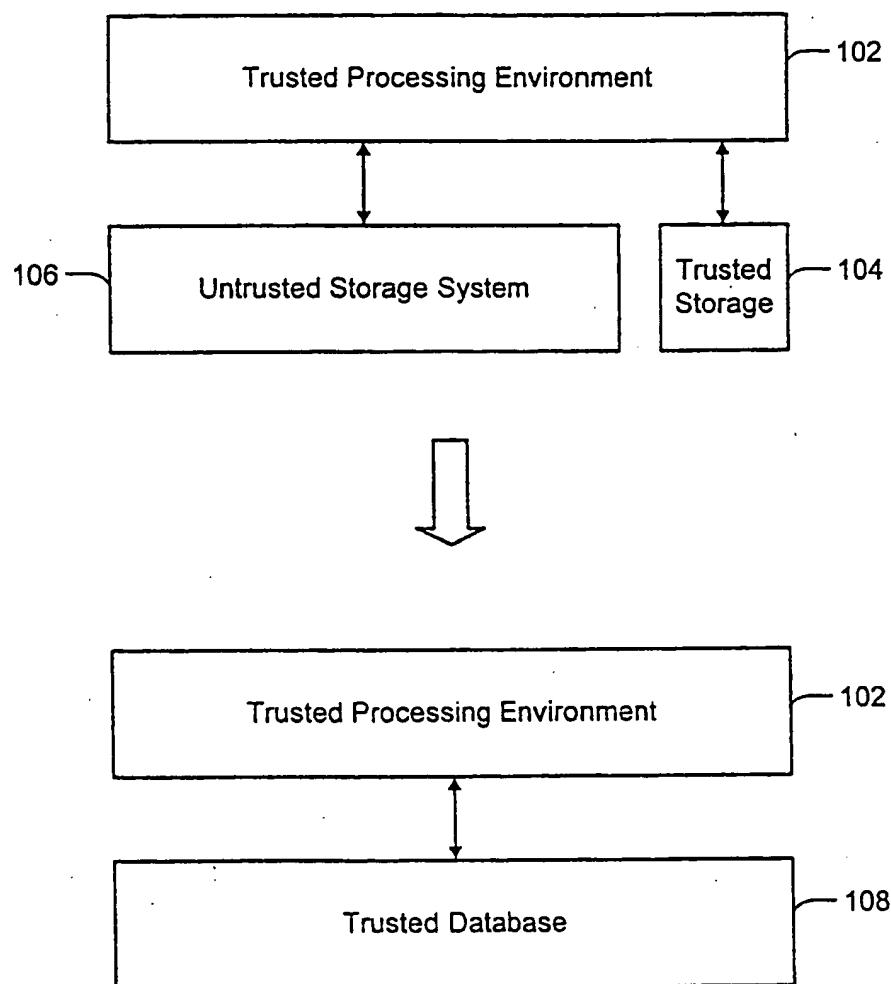 Trusted Processing Environment
102
106
Untrusted Storage System
Trusted
Storage
104
Trusted Processing Environment
102
Trusted Database
108